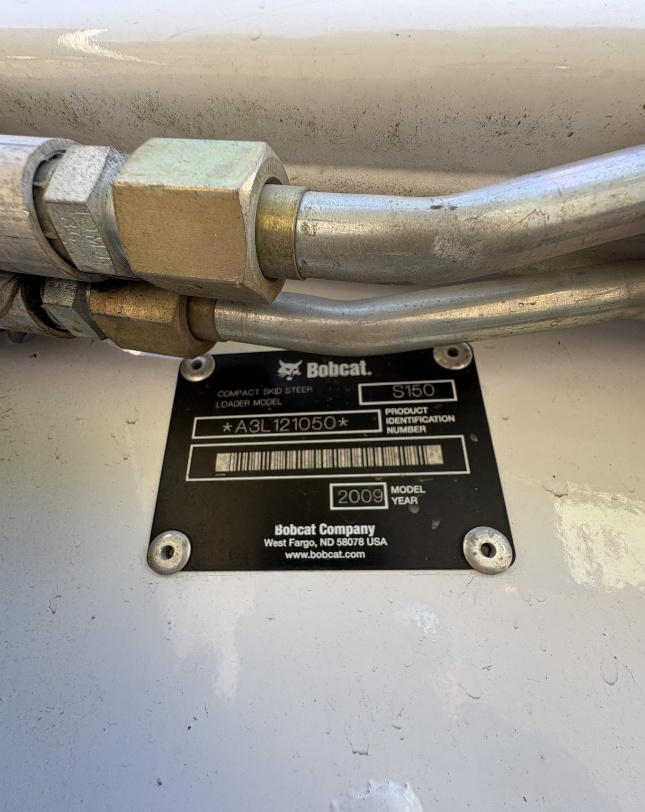 Bobcat.
COMPACT SKID STEER
LOADER MODEL
S150
*A3L121050*
PRODUCT
IDENTIFICATION
NUMBER
2009
MODEL
YEAR
Bobcat Company
West Fargo, ND 58078 USA
www.bobcat.com